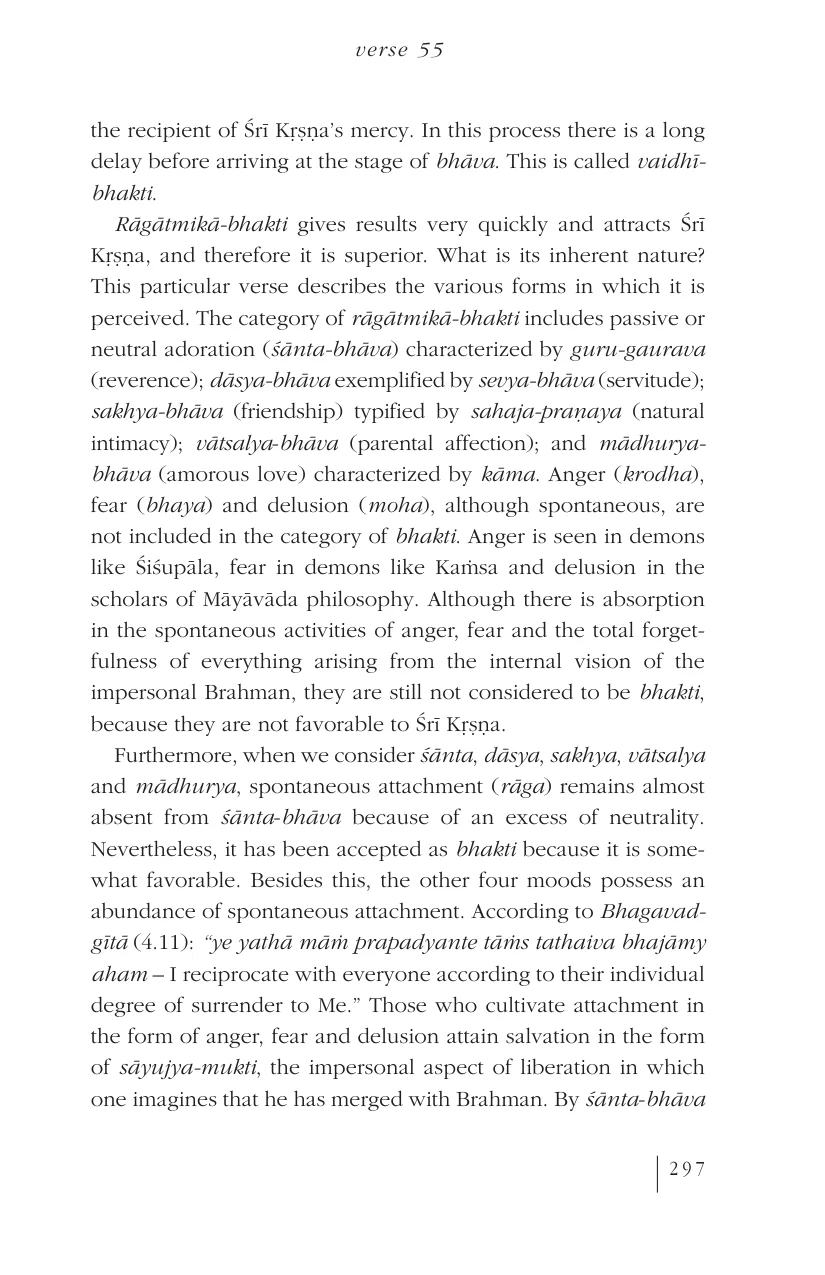 verse 55
the recipient of Śrī Kṛṣṇa’s mercy. In this process there is a long
delay before arriving at the stage of bhāva. This is called vaidhī-
bhakti.
Rāgātmikā-bhakti gives results very quickly and attracts Śrī
Kṛṣṇa, and therefore it is superior. What is its inherent nature?
This particular verse describes the various forms in which it is
perceived. The category of rāgātmikā-bhakti includes passive or
neutral adoration (śānta-bhāva) characterized by guru-gaurava
(reverence); dāsya-bhāva exemplified by sevya-bhāva (servitude);
sakhya-bhāva (friendship) typified by sahaja-praṇaya (natural
intimacy); vātsalya-bhāva (parental affection); and mādhurya-
bhāva (amorous love) characterized by kāma. Anger (krodha),
fear (bhaya) and delusion (moha), although spontaneous, are
not included in the category of bhakti. Anger is seen in demons
like Śiśupāla, fear in demons like Kaṁsa and delusion in the
scholars of Māyāvāda philosophy. Although there is absorption
in the spontaneous activities of anger, fear and the total forget-
fulness of everything arising from the internal vision of the
impersonal Brahman, they are still not considered to be bhakti,
because they are not favorable to Śrī Kṛṣṇa.
Furthermore, when we consider śānta, dāsya, sakhya, vātsalya
and mādhurya, spontaneous attachment (rāga) remains almost
absent from śānta-bhāva because of an excess of neutrality.
Nevertheless, it has been accepted as bhakti because it is some-
what favorable. Besides this, the other four moods possess an
abundance of spontaneous attachment. According to Bhagavad-
gītā (4.11): “ye yathā māṁ prapadyante tāṁs tathaiva bhajāmy
aham – I reciprocate with everyone according to their individual
degree of surrender to Me.” Those who cultivate attachment in
the form of anger, fear and delusion attain salvation in the form
of sāyujya-mukti, the impersonal aspect of liberation in which
one imagines that he has merged with Brahman. By śānta-bhāva
297